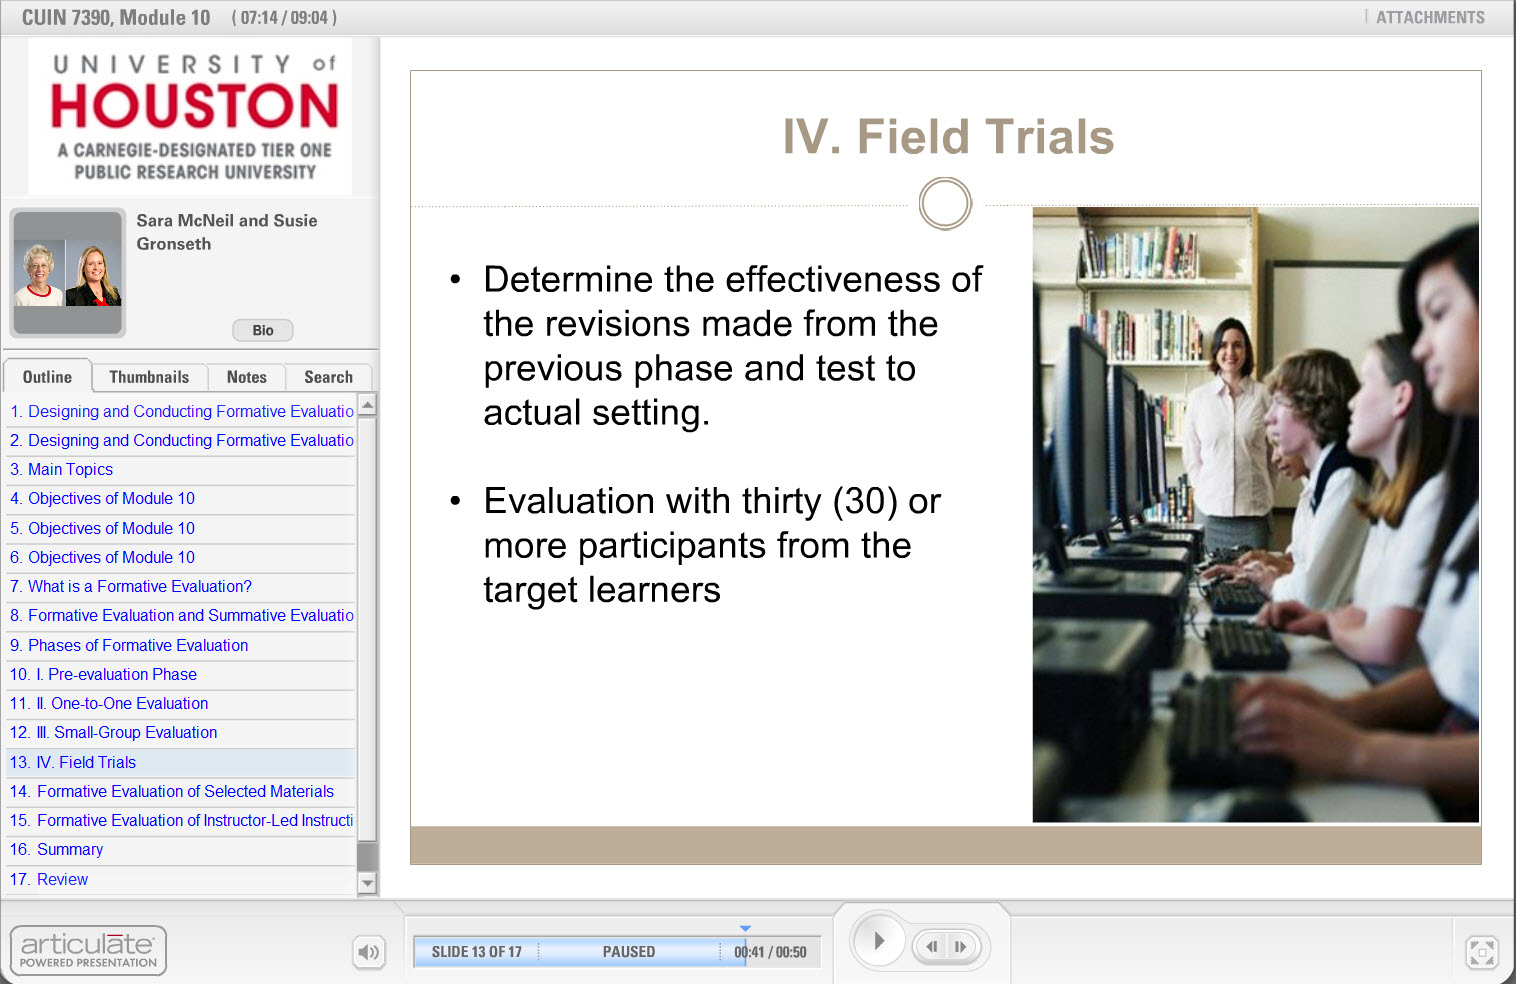 CUIN 7390, Module 10 ( 07:14 / 09:04 )
ATTACHMENTS
UNIVERSITY of
HOUSTON
A CARNEGIE-DESIGNATED TIER ONE
PUBLIC RESEARCH UNIVERSITY
Sara McNeil and Susie
Gronseth
Bio
Outline Thumbnails Notes Search
1. Designing and Conducting Formative Evaluatio
2. Designing and Conducting Formative Evaluatio
3. Main Topics
4. Objectives of Module 10
5. Objectives of Module 10
6. Objectives of Module 10
7. What is a Formative Evaluation?
8. Formative Evaluation and Summative Evaluatio
9. Phases of Formative Evaluation
10. I. Pre-evaluation Phase
11. II. One-to-One Evaluation
12. III. Small-Group Evaluation
13. IV. Field Trials
14. Formative Evaluation of Selected Materials
15. Formative Evaluation of Instructor-Led Instructi
16. Summary
17. Review
IV. Field Trials
• Determine the effectiveness of
the revisions made from the
previous phase and test to
actual setting.
• Evaluation with thirty (30) or
more participants from the
target learners
articulate
POWERED PRESENTATION
SLIDE 13 OF 17 PAUSED 00:41 / 00:50